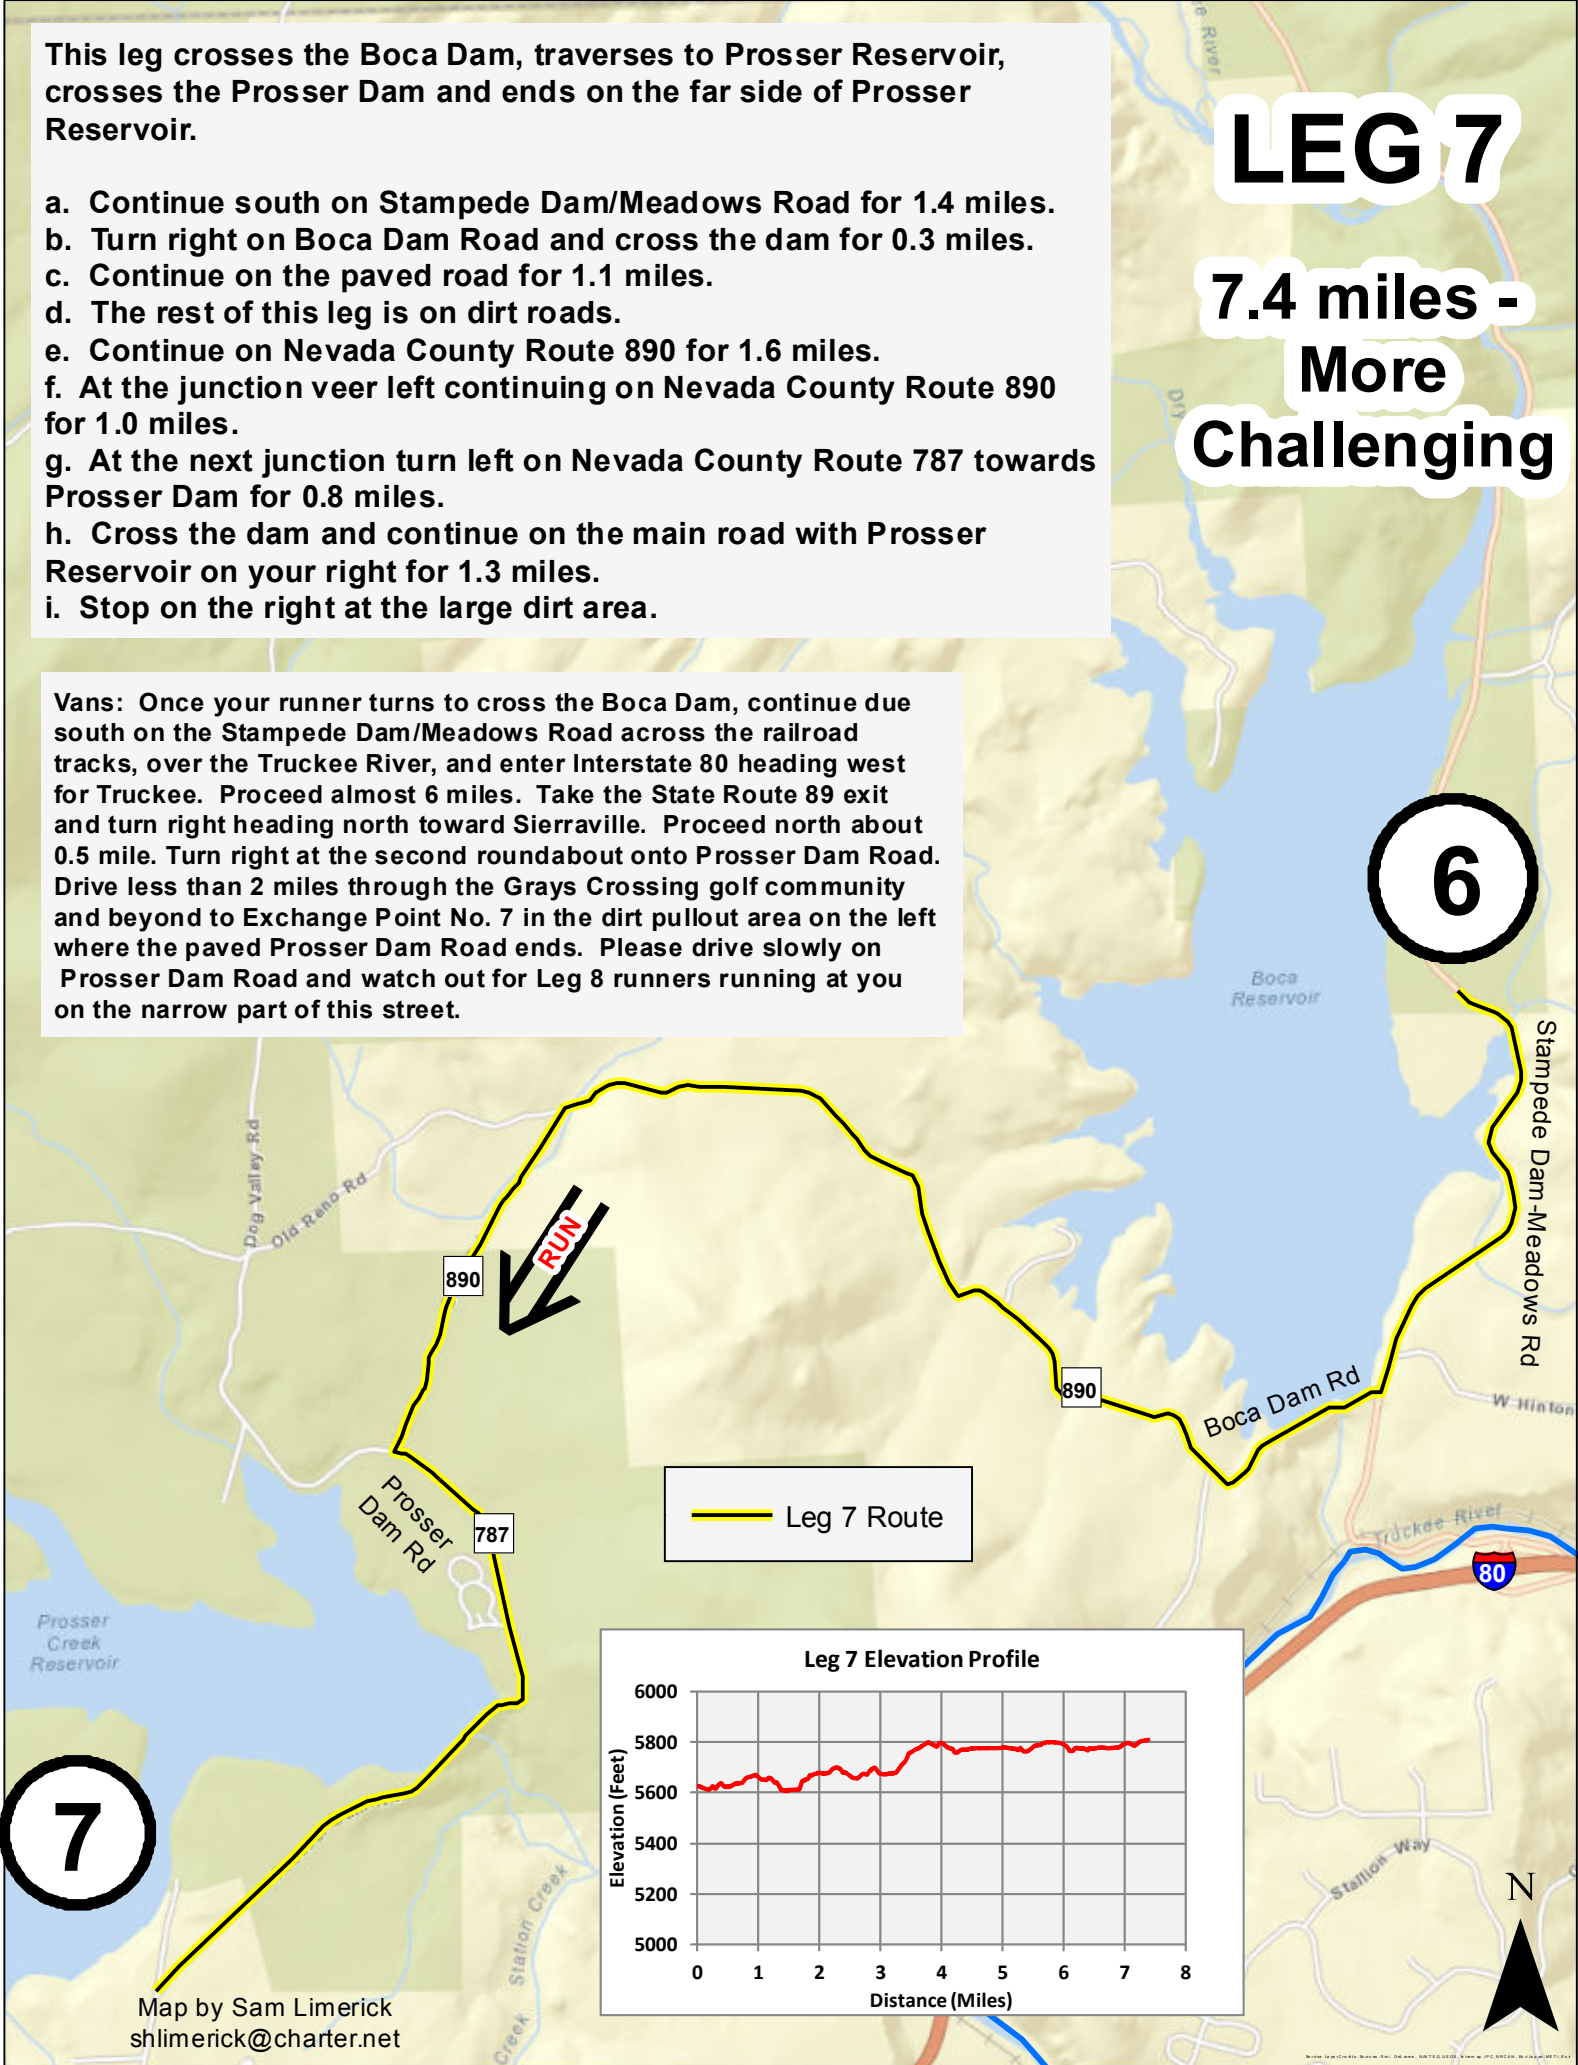 This leg crosses the Boca Dam, traverses to Prosser Reservoir,
crosses the Prosser Dam and ends on the far side of Prosser
Reservoir.
a. Continue south on Stampede Dam/Meadows Road for 1.4 miles.
b. Turn right on Boca Dam Road and cross the dam for 0.3 miles.
c. Continue on the paved road for 1.1 miles.
d. The rest of this leg is on dirt roads.
e. Continue on Nevada County Route 890 for 1.6 miles.
f. At the junction veer left continuing on Nevada County Route 890
for 1.0 miles.
g. At the next junction turn left on Nevada County Route 787 towards
Prosser Dam for 0.8 miles.
h. Cross the dam and continue on the main road with Prosser
Reservoir on your right for 1.3 miles.
i. Stop on the right at the large dirt area.
LEG 7
7.4 miles -
More
Challenging
River
Dry
Vans: Once your runner turns to cross the Boca Dam, continue due
south on the Stampede Dam/Meadows Road across the railroad
tracks, over the Truckee River, and enter Interstate 80 heading west
for Truckee. Proceed almost 6 miles. Take the State Route 89 exit
and turn right heading north toward Sierraville. Proceed north about
0.5 mile. Turn right at the second roundabout onto Prosser Dam Road.
Drive less than 2 miles through the Grays Crossing golf community
and beyond to Exchange Point No. 7 in the dirt pullout area on the left
where the paved Prosser Dam Road ends. Please drive slowly on
Prosser Dam Road and watch out for Leg 8 runners running at you
on the narrow part of this street.
6
Boca
Reservoir
Stampede Dam-Meadows Rd
Dog Valley Rd
Old Reno Rd
RUN
890
890
Boca Dam Rd
W Hinton
Prosser
Dam Rd
787
Leg 7 Route
Truckee River
80
Prosser
Creek
Reservoir
7
Leg 7 Elevation Profile
6000
5800
5600
5400
5200
5000
Elevation (Feet)
0 1 2 3 4 5 6 7 8
Distance (Miles)
Station Creek
Creek
Stallion Way
N
Map by Sam Limerick
shlimerick@charter.net